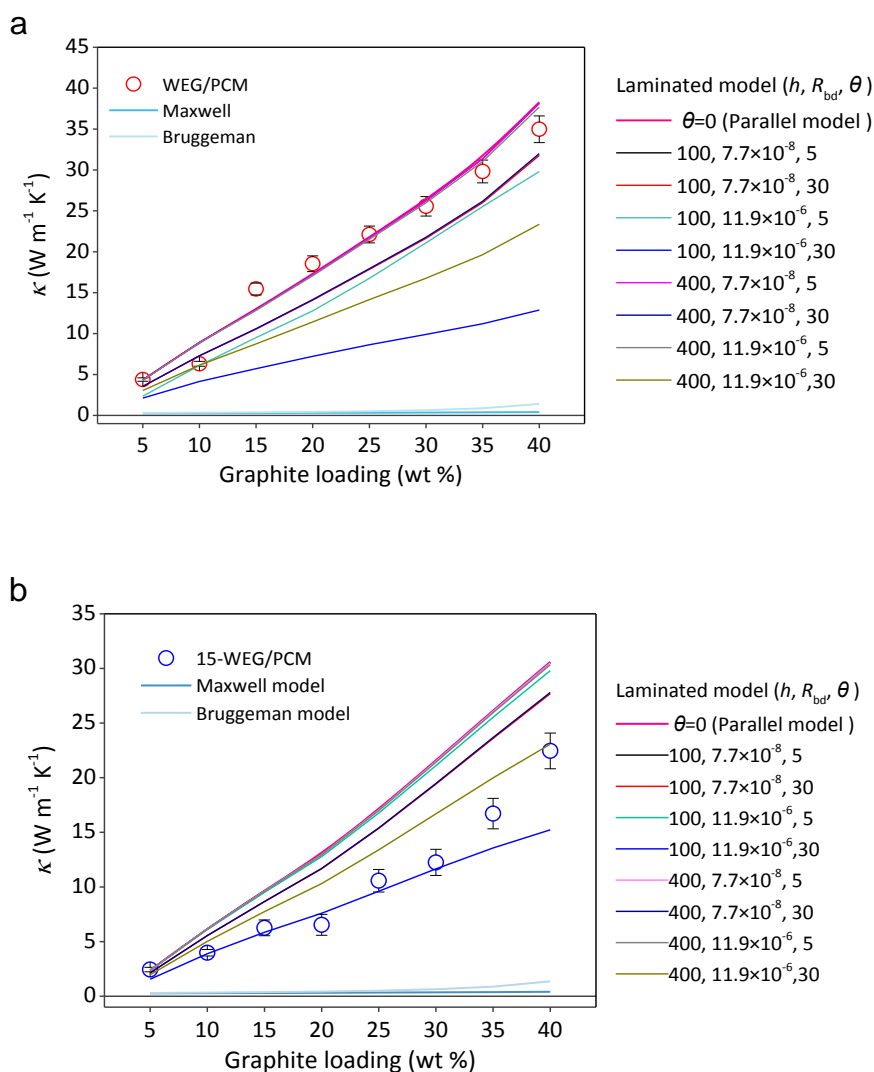 a
45
40
35
30
25
20
15
10
5
0
κ (W m⁻¹ K⁻¹)
WEG/PCM
Maxwell
Bruggeman
5 10 15 20 25 30 35 40
Graphite loading (wt %)
Laminated model (h, R_bd, θ )
θ=0 (Parallel model )
100, 7.7×10⁻⁸, 5
100, 7.7×10⁻⁸, 30
100, 11.9×10⁻⁶, 5
100, 11.9×10⁻⁶,30
400, 7.7×10⁻⁸, 5
400, 7.7×10⁻⁸, 30
400, 11.9×10⁻⁶, 5
400, 11.9×10⁻⁶,30
b
35
30
25
20
15
10
5
0
κ (W m⁻¹ K⁻¹)
15-WEG/PCM
Maxwell model
Bruggeman model
5 10 15 20 25 30 35 40
Graphite loading (wt %)
Laminated model (h, R_bd, θ )
θ=0 (Parallel model )
100, 7.7×10⁻⁸, 5
100, 7.7×10⁻⁸, 30
100, 11.9×10⁻⁶, 5
100, 11.9×10⁻⁶,30
400, 7.7×10⁻⁸, 5
400, 7.7×10⁻⁸, 30
400, 11.9×10⁻⁶, 5
400, 11.9×10⁻⁶,30